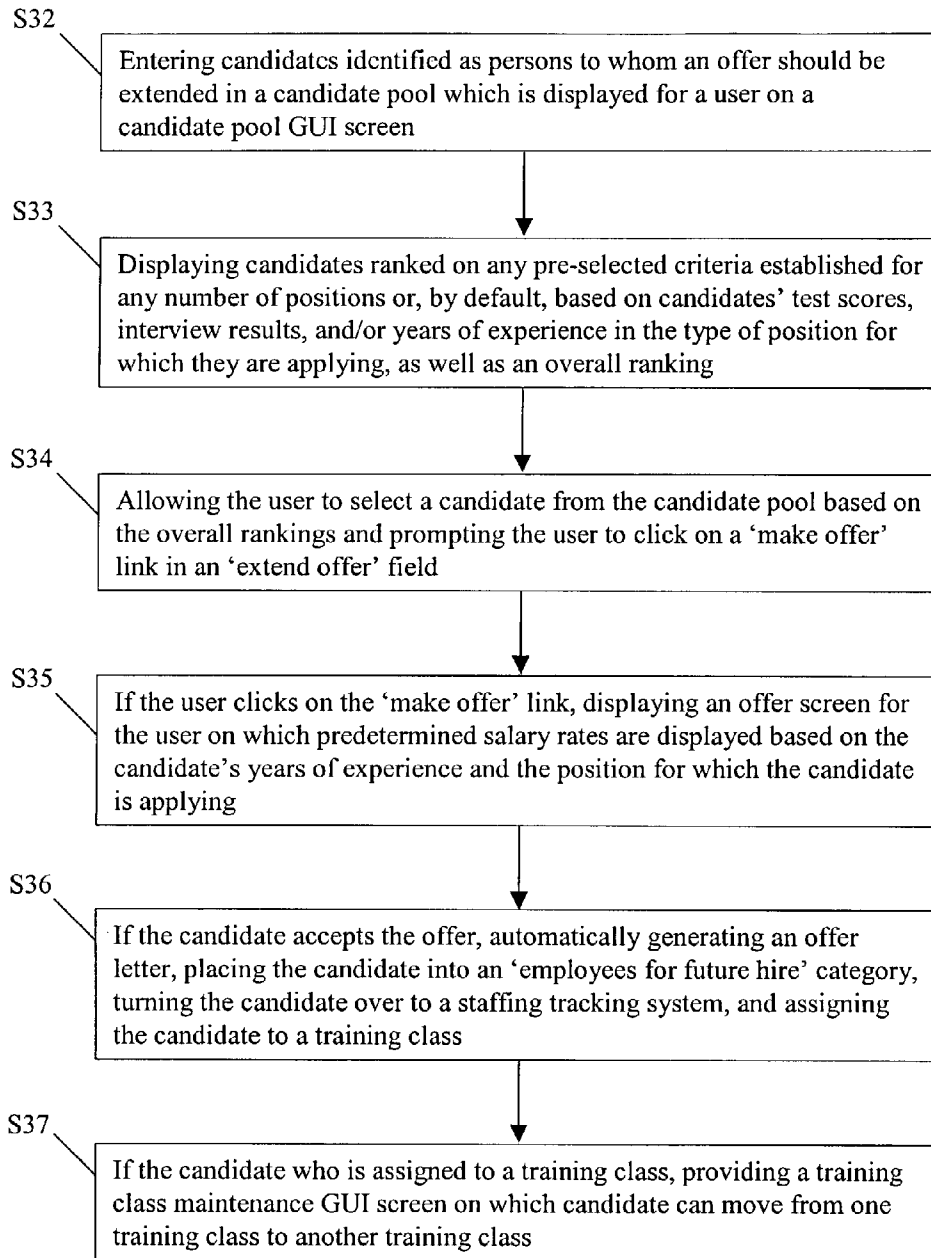 S32
Entering candidates identified as persons to whom an offer should be
extended in a candidate pool which is displayed for a user on a
candidate pool GUI screen
S33
Displaying candidates ranked on any pre-selected criteria established for
any number of positions or, by default, based on candidates' test scores,
interview results, and/or years of experience in the type of position for
which they are applying, as well as an overall ranking
S34
Allowing the user to select a candidate from the candidate pool based on
the overall rankings and prompting the user to click on a ‘make offer’
link in an ‘extend offer’ field
S35
If the user clicks on the ‘make offer’ link, displaying an offer screen for
the user on which predetermined salary rates are displayed based on the
candidate's years of experience and the position for which the candidate
is applying
S36
If the candidate accepts the offer, automatically generating an offer
letter, placing the candidate into an ‘employees for future hire’ category,
turning the candidate over to a staffing tracking system, and assigning
the candidate to a training class
S37
If the candidate who is assigned to a training class, providing a training
class maintenance GUI screen on which candidate can move from one
training class to another training class